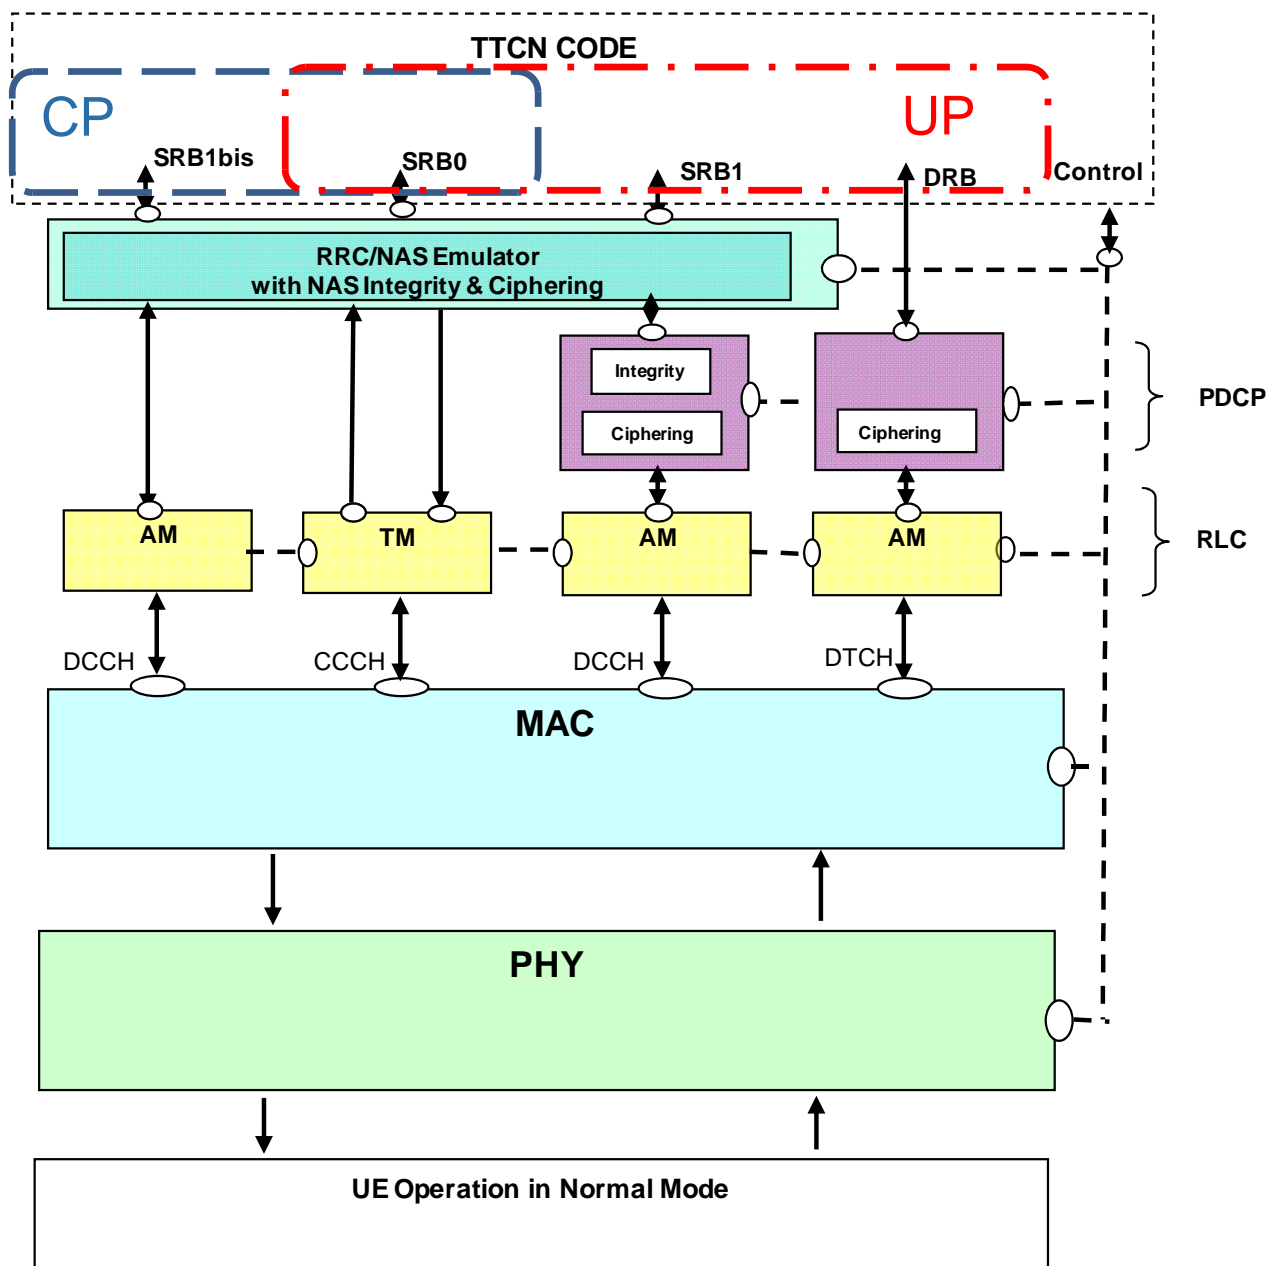 TTCN CODE
CP
UP
SRB1bis
SRB0
SRB1
DRB
Control
RRC/NAS Emulator
with NAS Integrity & Ciphering
Integrity
Ciphering
Ciphering
PDCP
AM
TM
AM
AM
RLC
DCCH
CCCH
DCCH
DTCH
MAC
PHY
UE Operation in Normal Mode